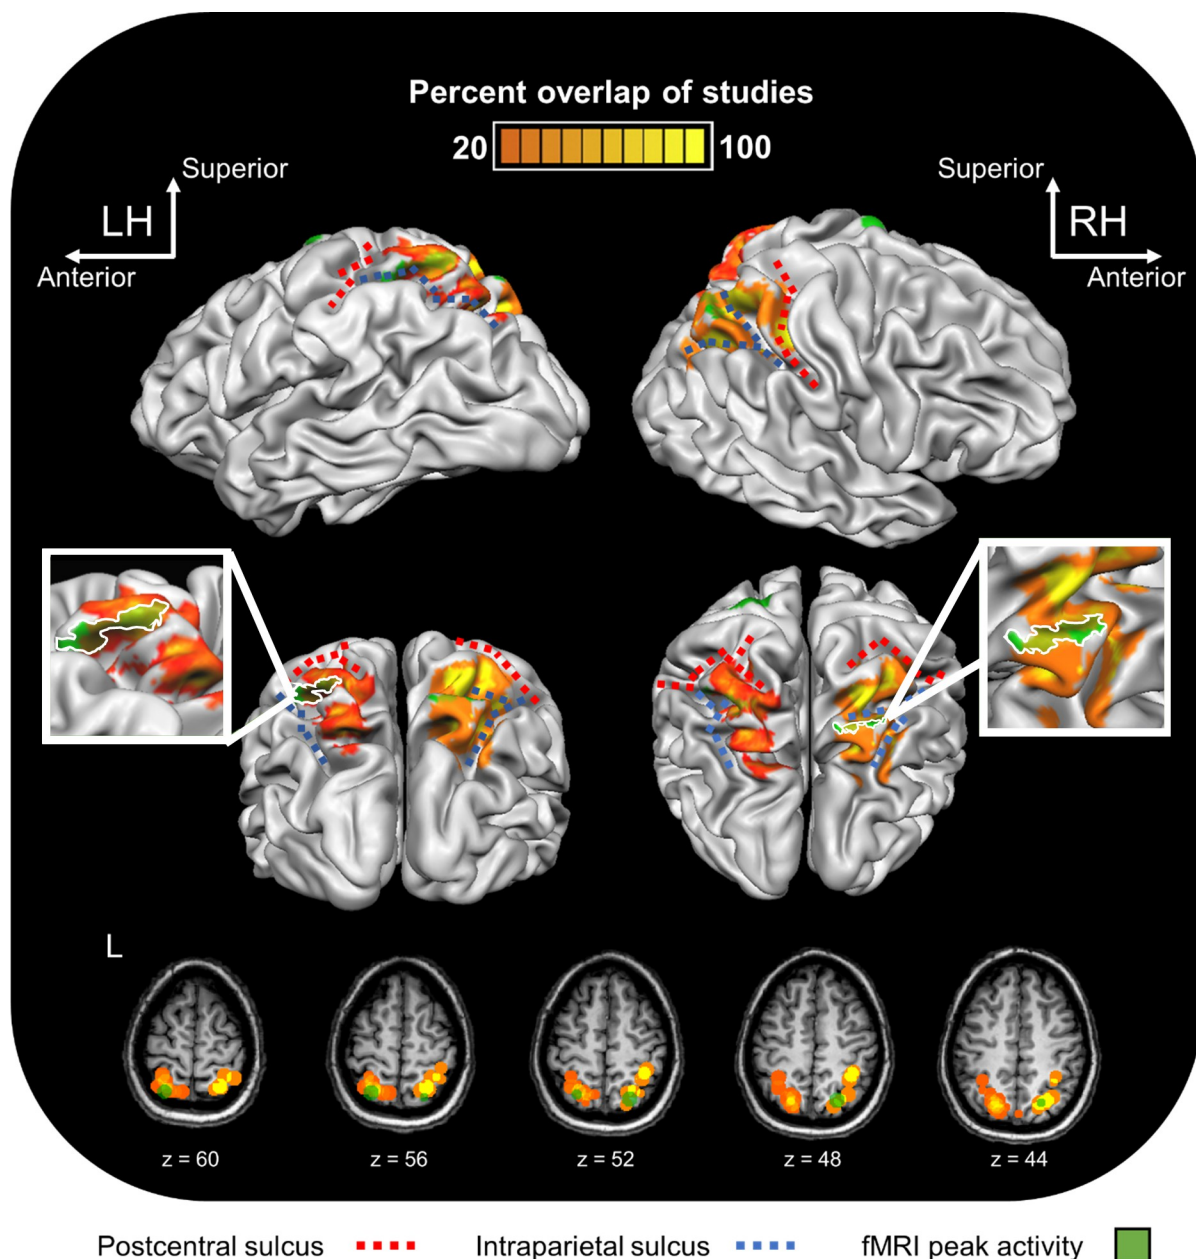 Percent overlap of studies
20 100
Superior
LH
Anterior
Superior
RH
Anterior
L
z = 60
z = 56
z = 52
z = 48
z = 44
Postcentral sulcus
Intraparietal sulcus
fMRI peak activity